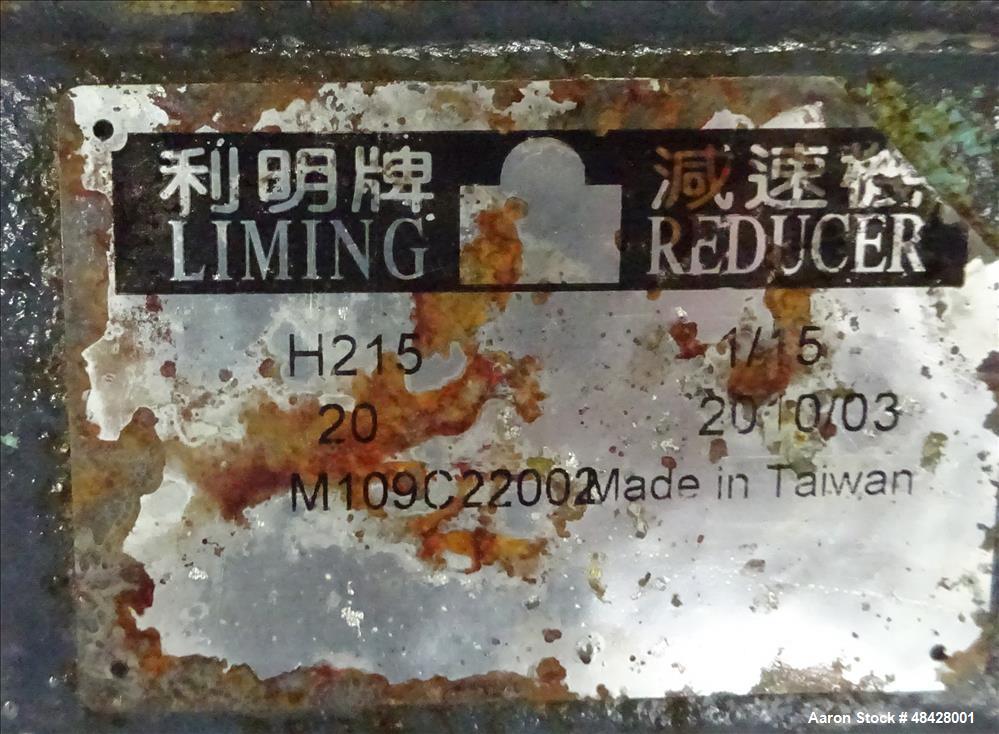 利明牌 減速機
LIMING REDUCER
H215 1/15
20 2010/03
M109C22002 Made in Taiwan
Aaron Stock # 48428001